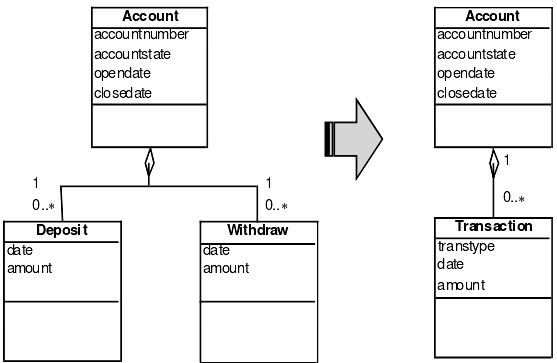 Account
accountnumber
accountstate
opendate
closedate
1
1
0..*
0..*
Deposit
date
amount
Withdraw
date
amount
Account
accountnumber
accountstate
opendate
closedate
1
0..*
Transaction
transtype
date
amount